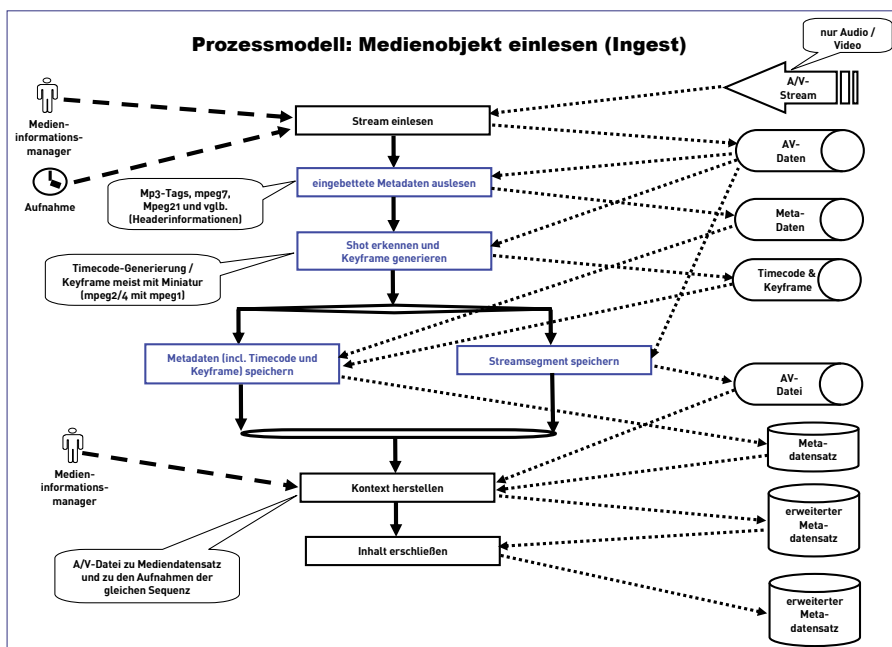 Prozessmodell: Medienobjekt einlesen (Ingest)
nur Audio /
Video
A/V-
Stream
Medien-
informations-
manager
Stream einlesen
AV-
Daten
Aufnahme
Mp3-Tags, mpeg7,
Mpeg21 und vglb.
(Headerinformationen)
eingebettete Metadaten auslesen
Meta-
Daten
Shot erkennen und
Keyframe generieren
Timecode-Generierung /
Keyframe meist mit Miniatur
(mpeg2/4 mit mpeg1)
Timecode &
Keyframe
Metadaten (incl. Timecode und
Keyframe) speichern
Streamsegment speichern
AV-
Datei
Medien-
informations-
manager
Meta-
datensatz
Kontext herstellen
erweiterter
Meta-
datensatz
Inhalt erschließen
A/V-Datei zu Mediendatensatz
und zu den Aufnahmen der
gleichen Sequenz
erweiterter
Meta-
datensatz